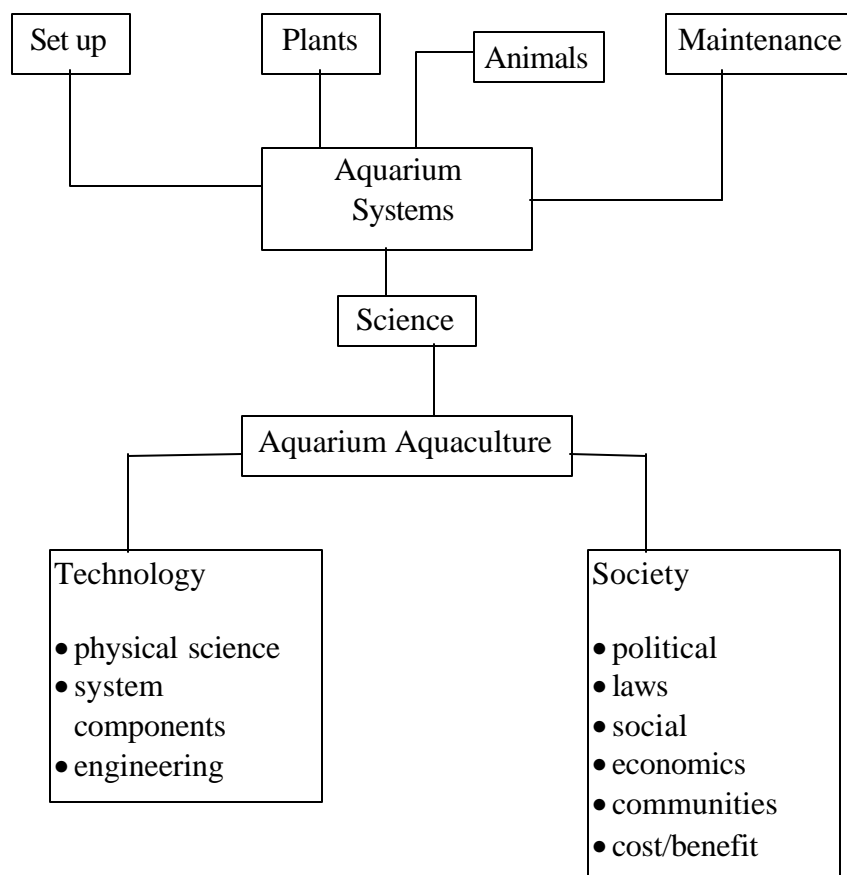 Set up
Plants
Animals
Maintenance
Aquarium
Systems
Science
Aquarium Aquaculture
Technology
• physical science
• system
components
• engineering
Society
• political
• laws
• social
• economics
• communities
• cost/benefit